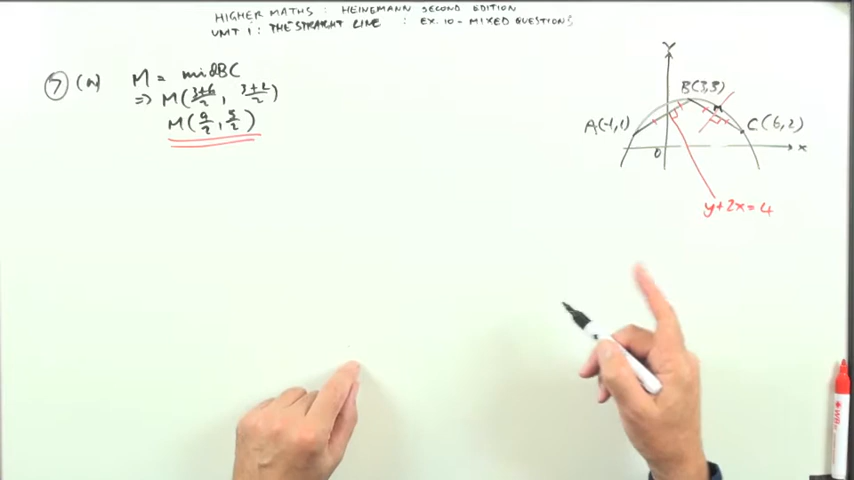 HIGHER MATHS : HEINEMANN SECOND EDITION
UNIT 1 : THE STRAIGHT LINE : EX. 10 - MIXED QUESTIONS
7 (a) M = mid BC
=> M(3+6/2, 3+2/2)
M(9/2, 5/2)
Y
B(3,3)
M
A(-1,1)
C(6,2)
O
x
y+2x=4